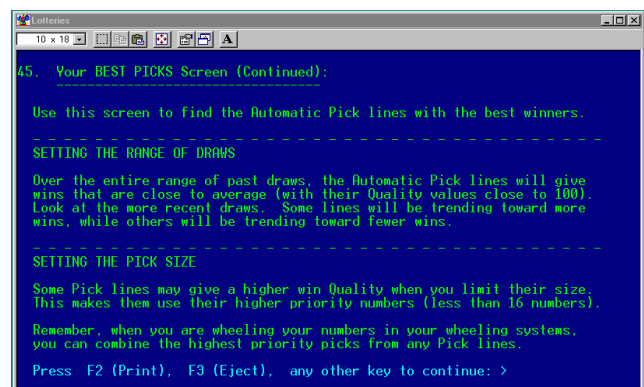 Lotteries
10 x 18 A
45. Your BEST PICKS Screen (Continued):
Use this screen to find the Automatic Pick lines with the best winners.
SETTING THE RANGE OF DRAWS
Over the entire range of past draws, the Automatic Pick lines will give
wins that are close to average (with their Quality values close to 100).
Look at the more recent draws. Some lines will be trending toward more
wins, while others will be trending toward fewer wins.
SETTING THE PICK SIZE
Some Pick lines may give a higher win Quality when you limit their size.
This makes them use their higher priority numbers (less than 16 numbers).
Remember, when you are wheeling your numbers in your wheeling systems,
you can combine the highest priority picks from any Pick lines.
Press F2 (Print), F3 (Eject), any other key to continue: >